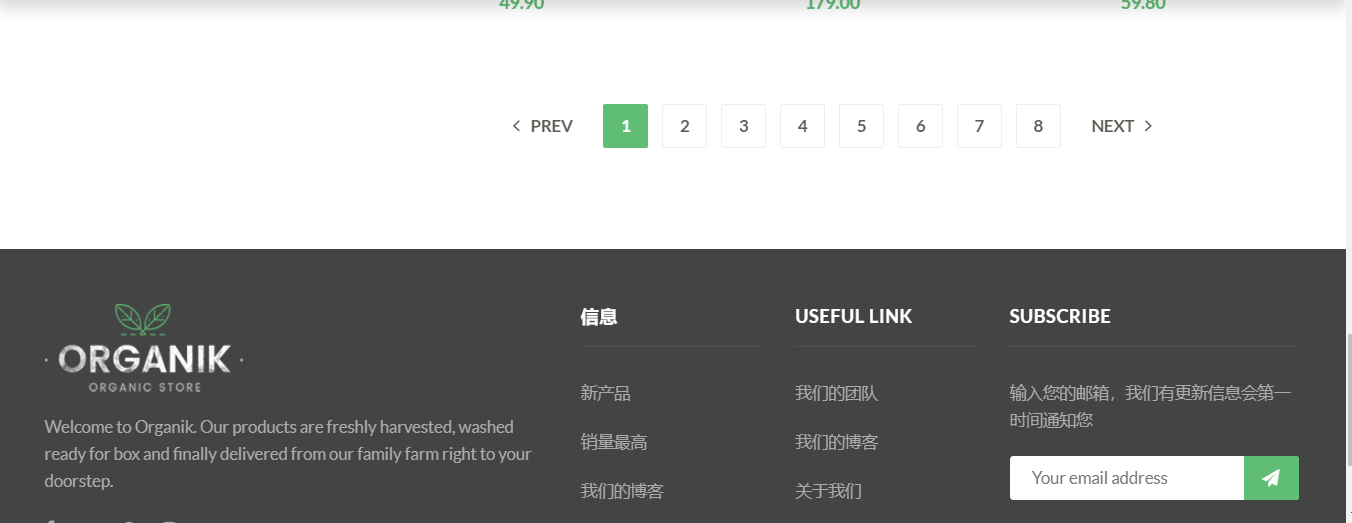 49.90 179.00 59.80
PREV 1 2 3 4 5 6 7 8 NEXT
ORGANIK
ORGANIC STORE
Welcome to Organik. Our products are freshly harvested, washed
ready for box and finally delivered from our family farm right to your
doorstep.
信息
新产品
销量最高
我们的博客
USEFUL LINK
我们的团队
我们的博客
关于我们
SUBSCRIBE
输入您的邮箱，我们有更新信息会第一
时间通知您
Your email address